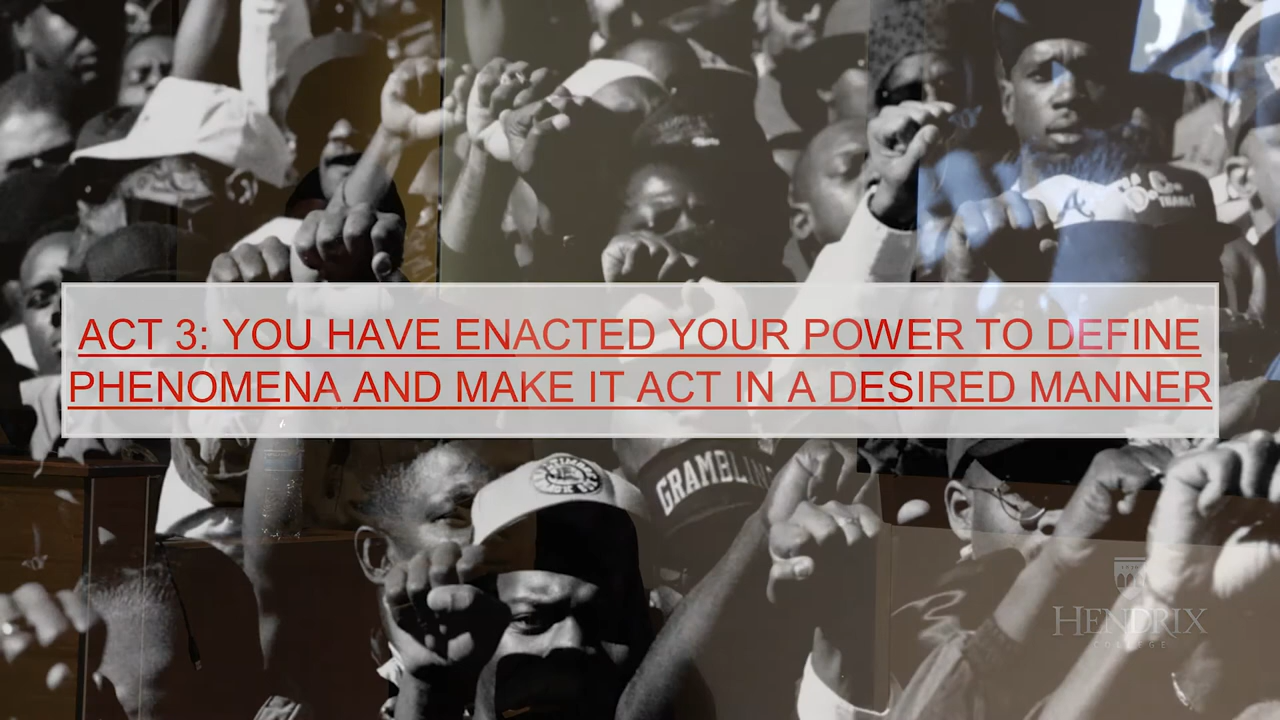 ACT 3: YOU HAVE ENACTED YOUR POWER TO DEFINE
PHENOMENA AND MAKE IT ACT IN A DESIRED MANNER
GRAMBLING
HENDRIX
COLLEGE